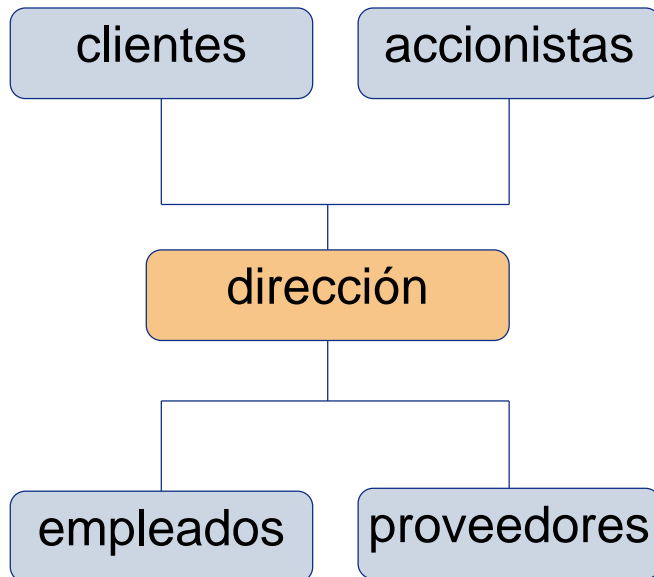 clientes
accionistas
dirección
empleados
proveedores